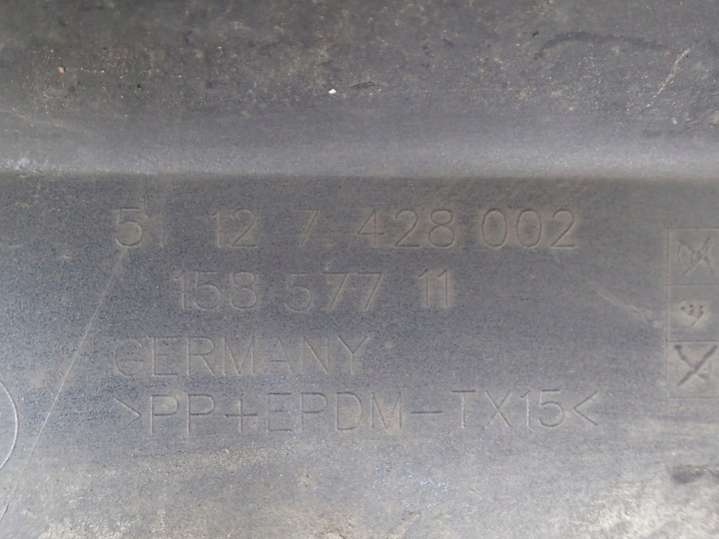 51 12 7 428 002
158 577 11
GERMANY
>PP+EPDM-TX15<